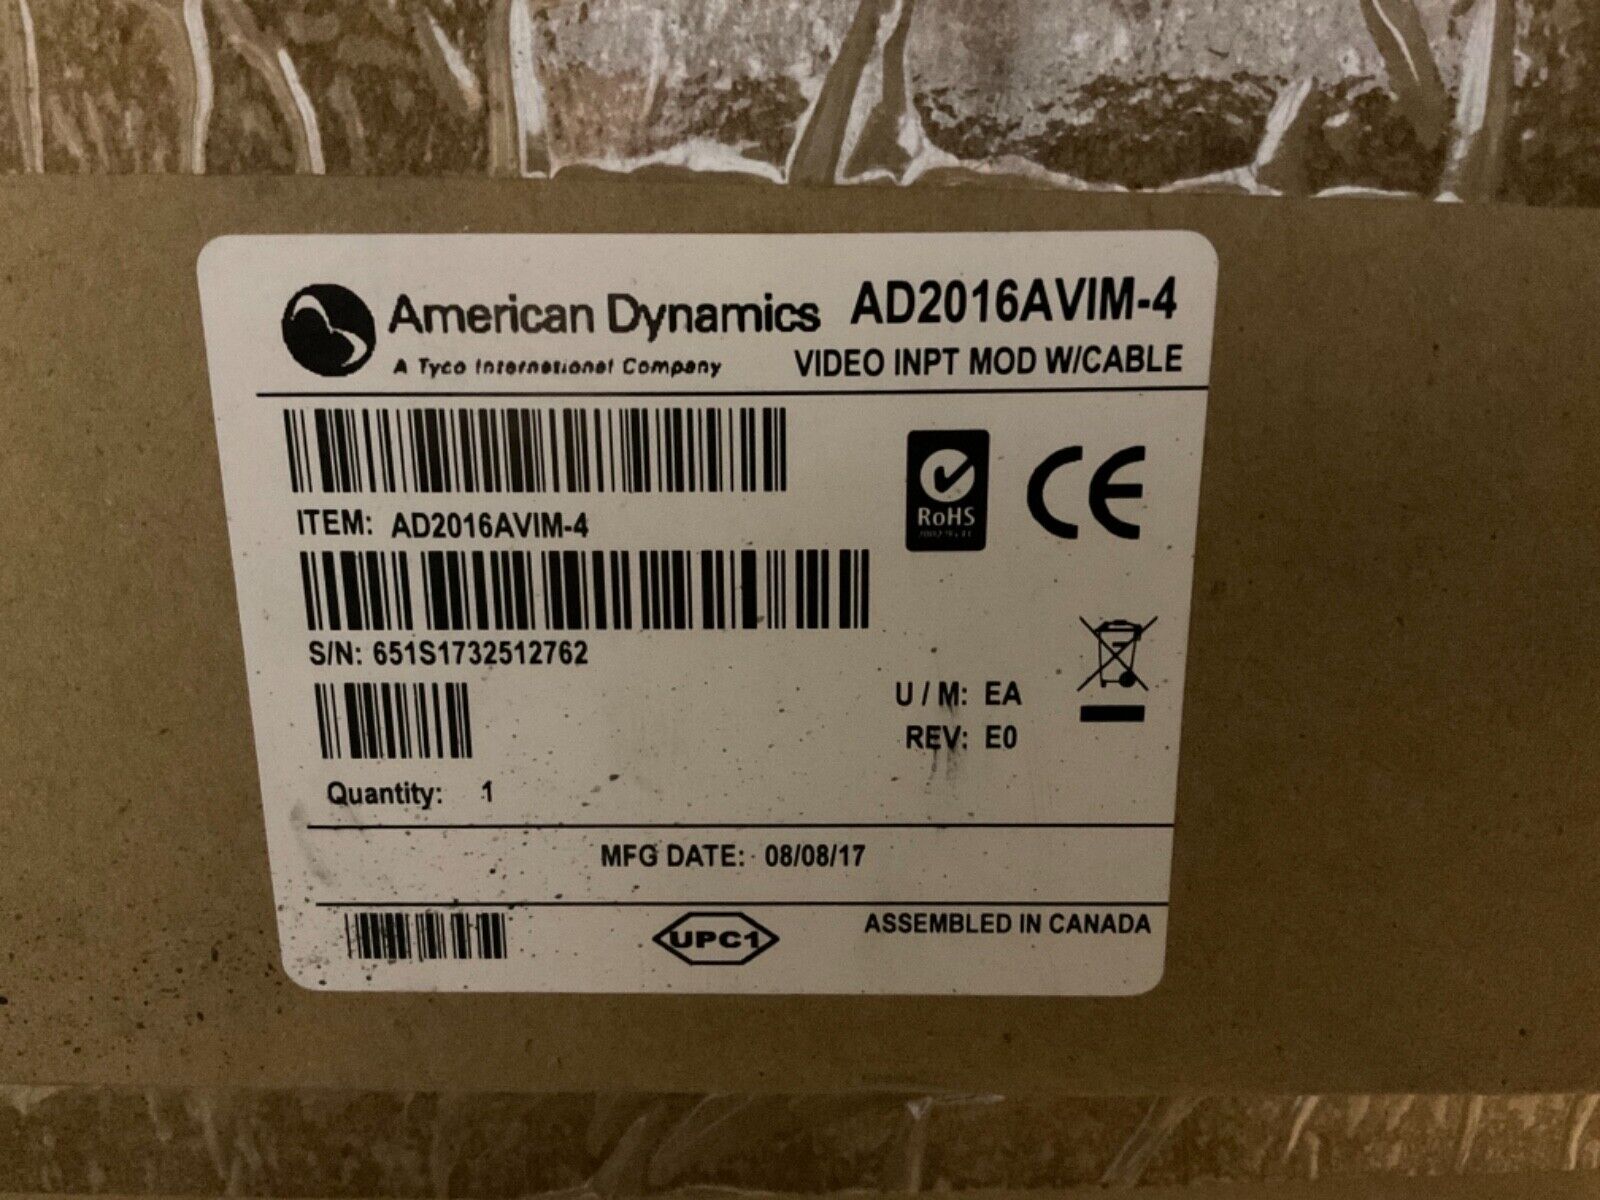 American Dynamics
A Tyco International Company
AD2016AVIM-4
VIDEO INPT MOD W/CABLE
ITEM: AD2016AVIM-4
RoHS
CE
S/N: 651S1732512762
U / M: EA
REV: E0
Quantity: 1
MFG DATE: 08/08/17
UPC1
ASSEMBLED IN CANADA